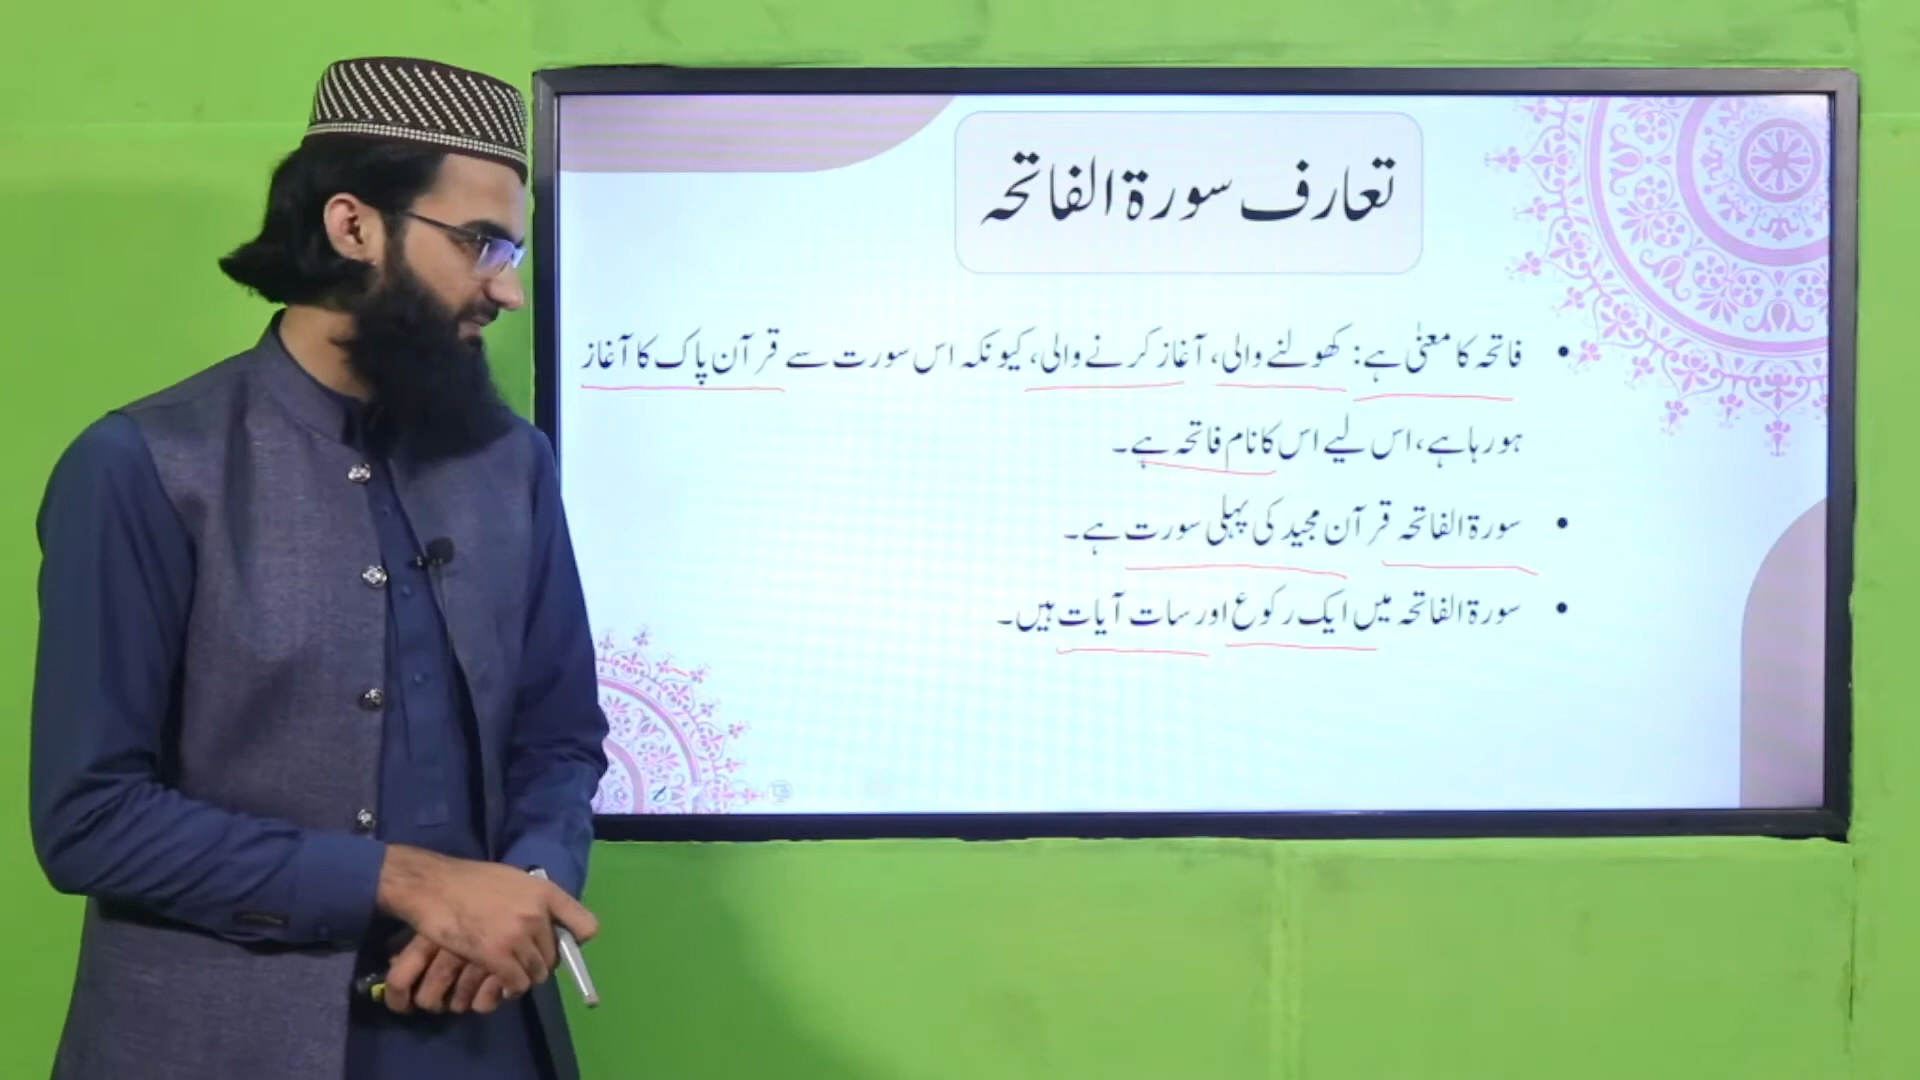 تعارف سورۃ الفاتحہ
• فاتحہ کا معنیٰ ہے: کھولنے والی، آغاز کرنے والی، کیونکہ اس سورت سے قرآن پاک کا آغاز
ہو رہا ہے، اس لیے اس کا نام فاتحہ ہے۔
• سورۃ الفاتحہ قرآن مجید کی پہلی سورت ہے۔
• سورۃ الفاتحہ میں ایک رکوع اور سات آیات ہیں۔